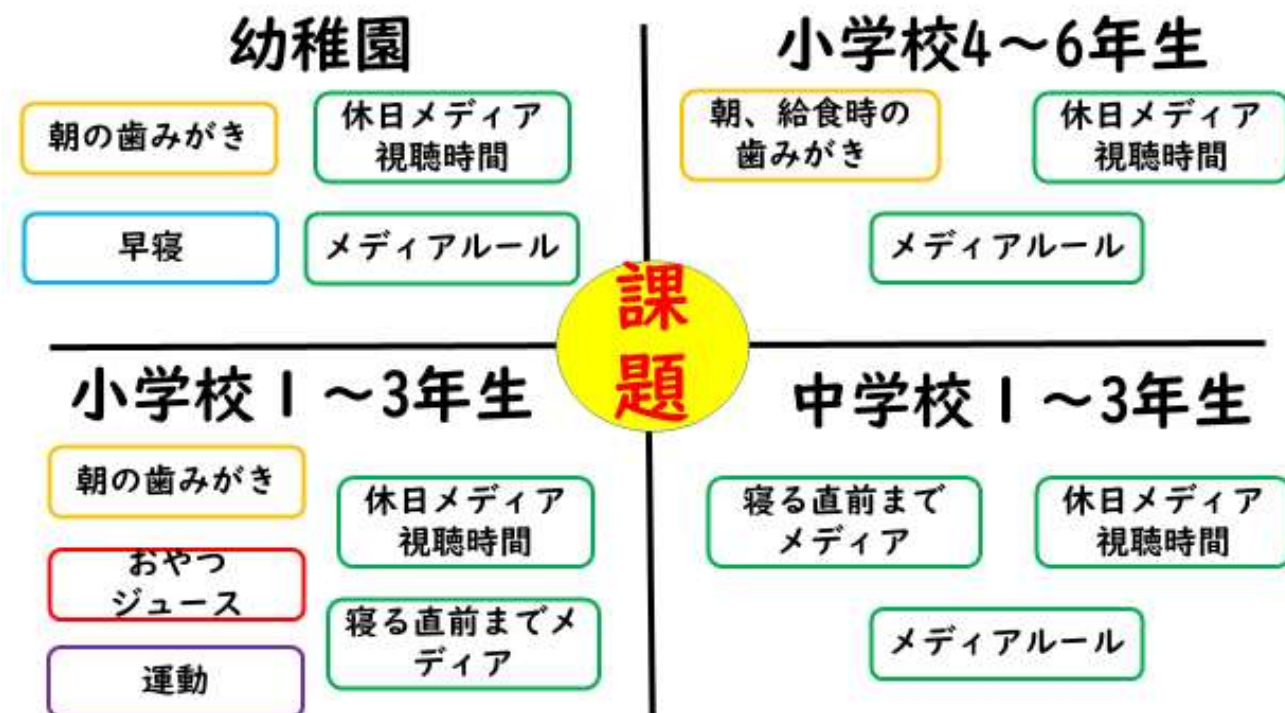 幼稚園
朝の歯みがき
休日メディア
視聴時間
早寝
メディアルール
小学校4～6年生
朝、給食時の
歯みがき
休日メディア
視聴時間
メディアルール
課
題
小学校１～3年生
朝の歯みがき
おやつ
ジュース
運動
休日メディア
視聴時間
寝る直前までメ
ディア
中学校１～3年生
寝る直前まで
メディア
休日メディア
視聴時間
メディアルール